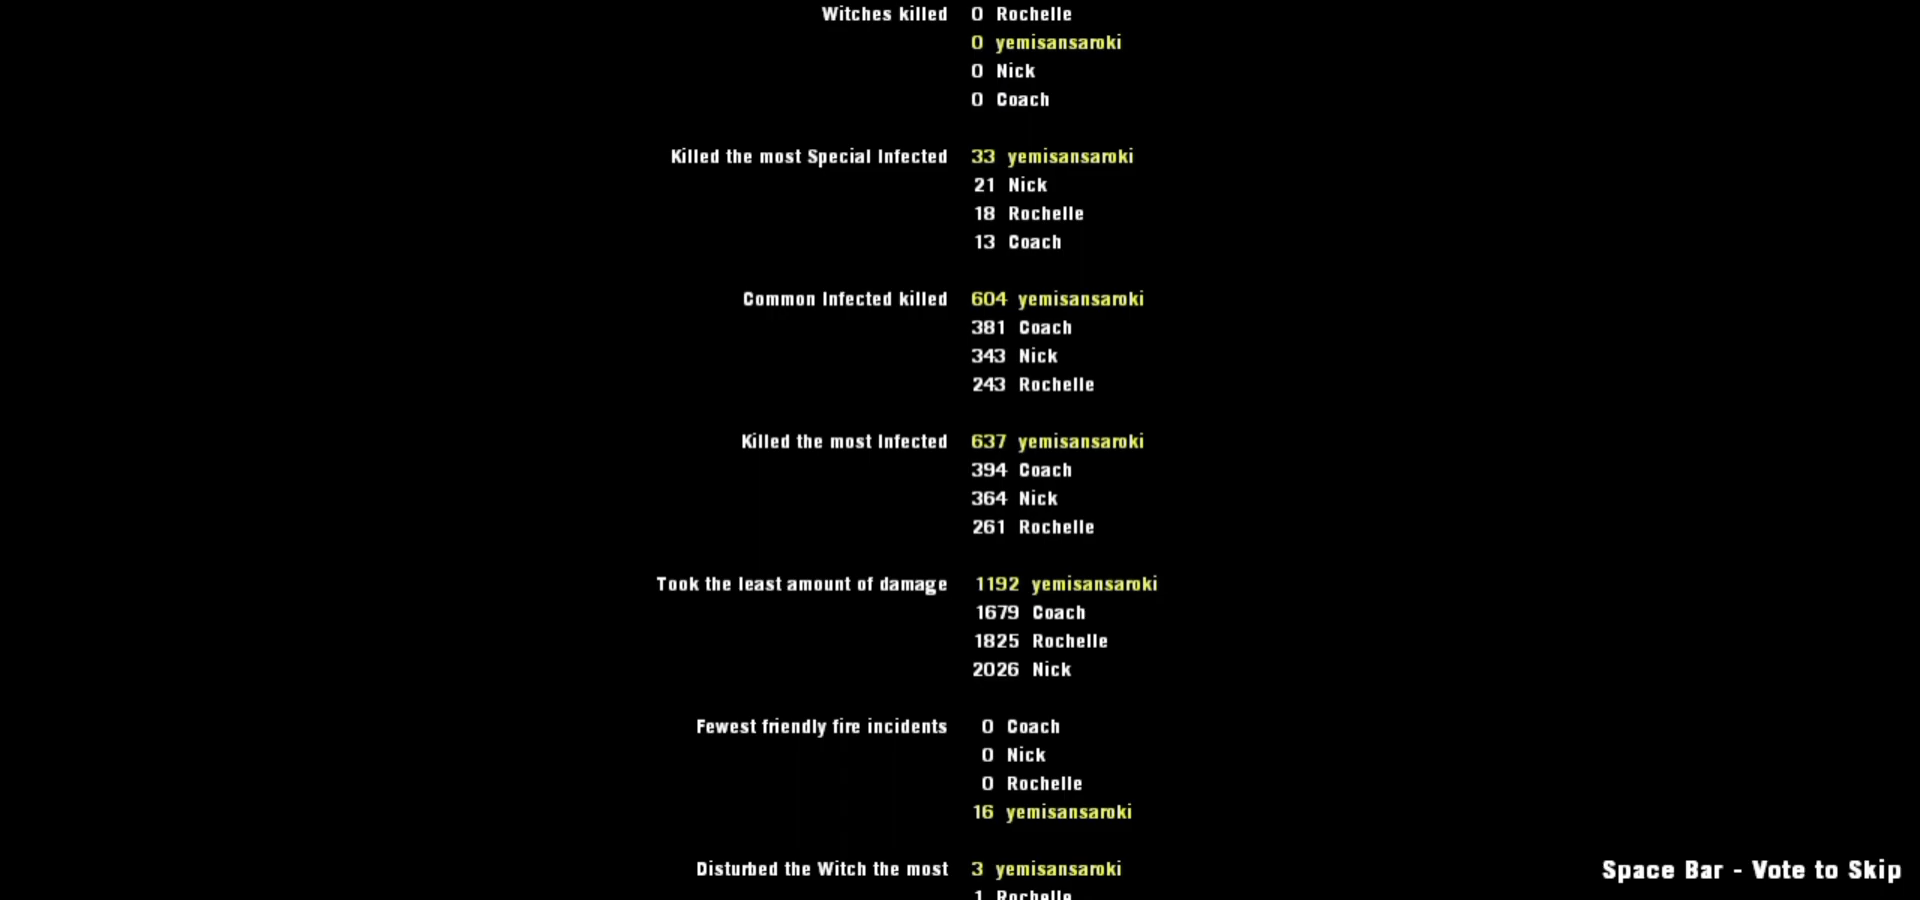 Witches killed 0 Rochelle
0 yemisansaroki
0 Nick
0 Coach
Killed the most Special Infected 33 yemisansaroki
21 Nick
18 Rochelle
13 Coach
Common Infected killed 604 yemisansaroki
381 Coach
343 Nick
243 Rochelle
Killed the most Infected 637 yemisansaroki
394 Coach
364 Nick
261 Rochelle
Took the least amount of damage 1192 yemisansaroki
1679 Coach
1825 Rochelle
2026 Nick
Fewest friendly fire incidents 0 Coach
0 Nick
0 Rochelle
16 yemisansaroki
Disturbed the Witch the most 3 yemisansaroki
1 Rochelle
Space Bar - Vote to Skip